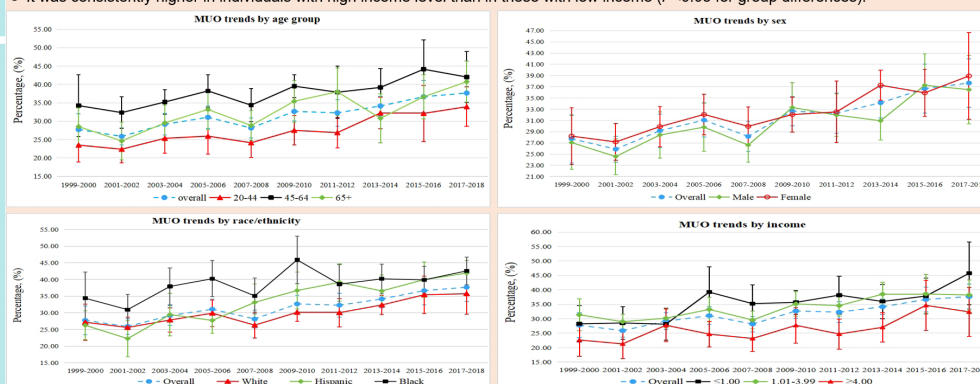 It was consistently higher in individuals with high income level than in those with low income (P <0.05 for group differences).
MUO trends by age group
Percentage, (%)
55.00
50.00
45.00
40.00
35.00
30.00
25.00
20.00
15.00
1999-2000 2001-2002 2003-2004 2005-2006 2007-2008 2009-2010 2011-2012 2013-2014 2015-2016 2017-2018
overall 20-44 45-64 65+
MUO trends by sex
Percentage, (%)
47.00
45.00
43.00
41.00
39.00
37.00
35.00
33.00
31.00
29.00
27.00
25.00
23.00
21.00
1999-2000 2001-2002 2003-2004 2005-2006 2007-2008 2009-2010 2011-2012 2013-2014 2015-2016 2017-201
Overall Male Female
MUO trends by race/ethnicity
Percentage, (%)
55.00
50.00
45.00
40.00
35.00
30.00
25.00
20.00
15.00
1999-2000 2001-2002 2003-2004 2005-2006 2007-2008 2009-2010 2011-2012 2013-2014 2015-2016 2017-2018
Overall White Hispanic Black
MUO trends by income
Percentage, (%)
60.00
55.00
50.00
45.00
40.00
35.00
30.00
25.00
20.00
15.00
1999-2000 2001-2002 2003-2004 2005-2006 2007-2008 2009-2010 2011-2012 2013-2014 2015-2016 2017-201
Overall ≤1.00 1.01-3.99 ≥4.00